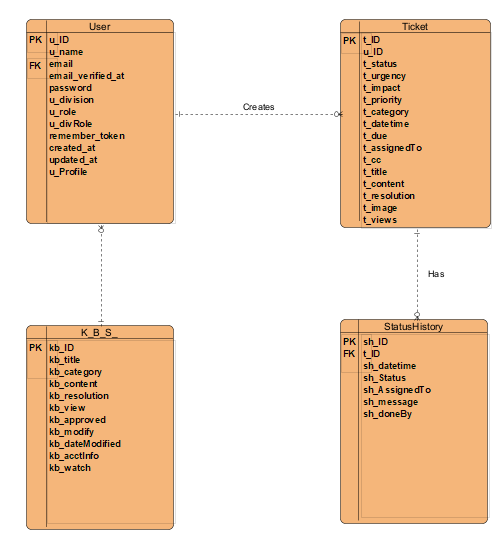 User
PK u_ID
u_name
FK email
email_verified_at
password
u_division
u_role
u_divRole
remember_token
created_at
updated_at
u_Profile
Creates
Ticket
PK t_ID
u_ID
t_status
t_urgency
t_impact
t_priority
t_category
t_datetime
t_due
t_assignedTo
t_cc
t_title
t_content
t_resolution
t_image
t_views
Has
K_B_S_
PK kb_ID
kb_title
kb_category
kb_content
kb_resolution
kb_view
kb_approved
kb_modify
kb_dateModified
kb_acctInfo
kb_watch
StatusHistory
PK sh_ID
FK t_ID
sh_datetime
sh_Status
sh_AssignedTo
sh_message
sh_doneBy